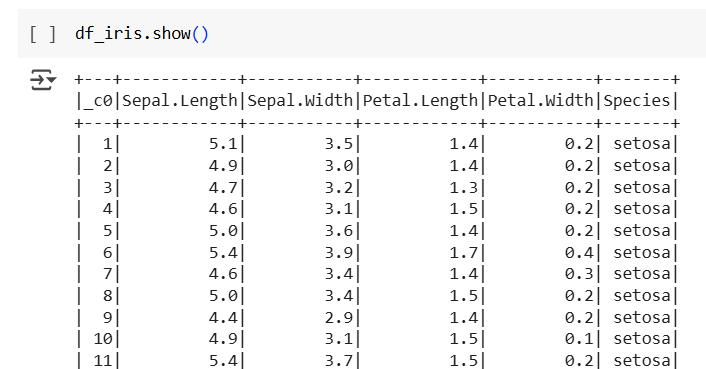 [ ] df_iris.show()
+---+------------+-----------+------------+-----------+-------+
|_c0|Sepal.Length|Sepal.Width|Petal.Length|Petal.Width|Species|
+---+------------+-----------+------------+-----------+-------+
|  1|         5.1|        3.5|         1.4|        0.2| setosa|
|  2|         4.9|        3.0|         1.4|        0.2| setosa|
|  3|         4.7|        3.2|         1.3|        0.2| setosa|
|  4|         4.6|        3.1|         1.5|        0.2| setosa|
|  5|         5.0|        3.6|         1.4|        0.2| setosa|
|  6|         5.4|        3.9|         1.7|        0.4| setosa|
|  7|         4.6|        3.4|         1.4|        0.3| setosa|
|  8|         5.0|        3.4|         1.5|        0.2| setosa|
|  9|         4.4|        2.9|         1.4|        0.2| setosa|
| 10|         4.9|        3.1|         1.5|        0.1| setosa|
| 11|         5.4|        3.7|         1.5|        0.2| setosa|